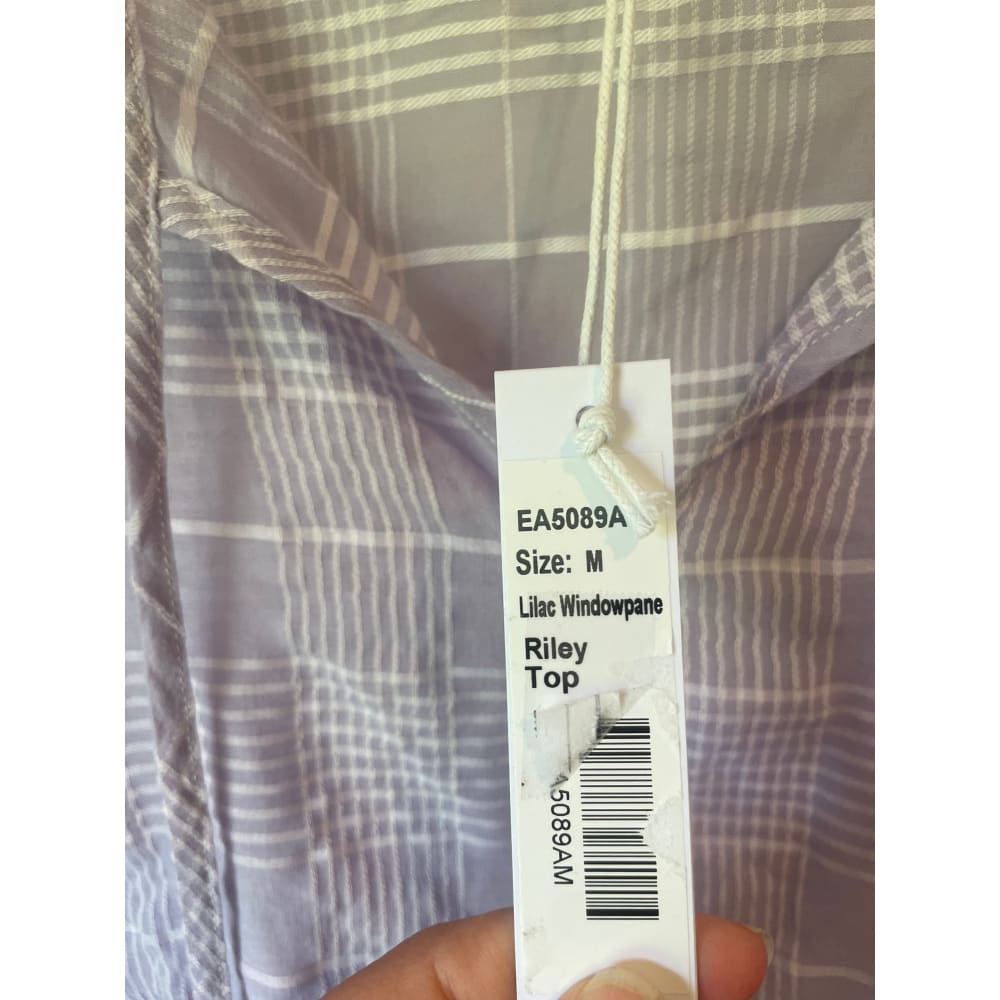 EA5089A
Size: M
Lilac Windowpane
Riley
Top
5089AM